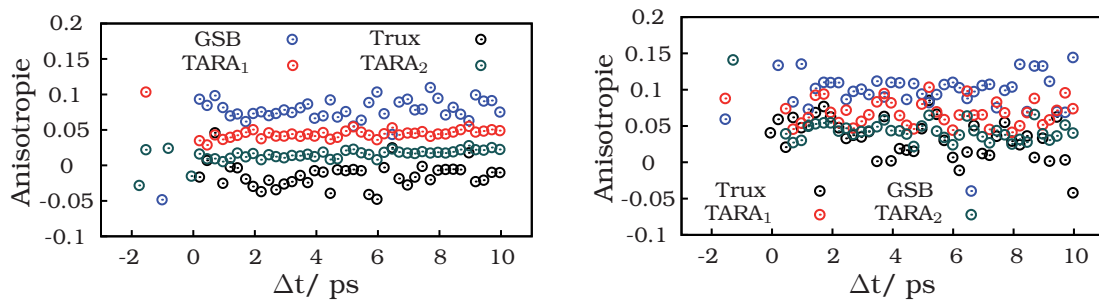 0.2
0.15
0.1
0.05
0
-0.05
-0.1
Anisotropie
GSB Trux
TARA1 TARA2
-2 0 2 4 6 8 10
Δt/ ps
0.2
0.15
0.1
0.05
0
-0.05
-0.1
Anisotropie
Trux GSB
TARA1 TARA2
-2 0 2 4 6 8 10
Δt/ ps